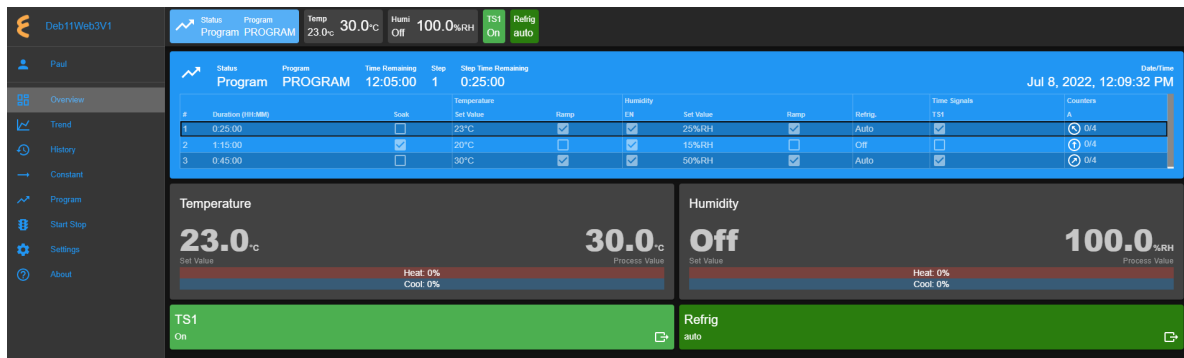 Deb11Web3V1
Paul
Overview
Trend
History
Constant
Program
Start Stop
Settings
About
Status Program
Program PROGRAM
Temp 23.0°C 30.0°C
Humi Off 100.0%RH
TS1 On
Refrig auto
Status Program Time Remaining Step Step Time Remaining Date/Time
Program PROGRAM 12:05:00 1 0:25:00 Jul 8, 2022, 12:09:32 PM
Temperature Humidity Time Signals Counters
# Duration (HH:MM) Soak Set Value Ramp EN Set Value Ramp Refrig. TS1 A
1 0:25:00 23°C 25%RH Auto 0/4
2 1:15:00 20°C 15%RH Off 0/4
3 0:45:00 30°C 50%RH Auto 0/4
Temperature
23.0°C 30.0°C
Set Value Process Value
Heat: 0%
Cool: 0%
Humidity
Off 100.0%RH
Set Value Process Value
Heat: 0%
Cool: 0%
TS1
On
Refrig
auto